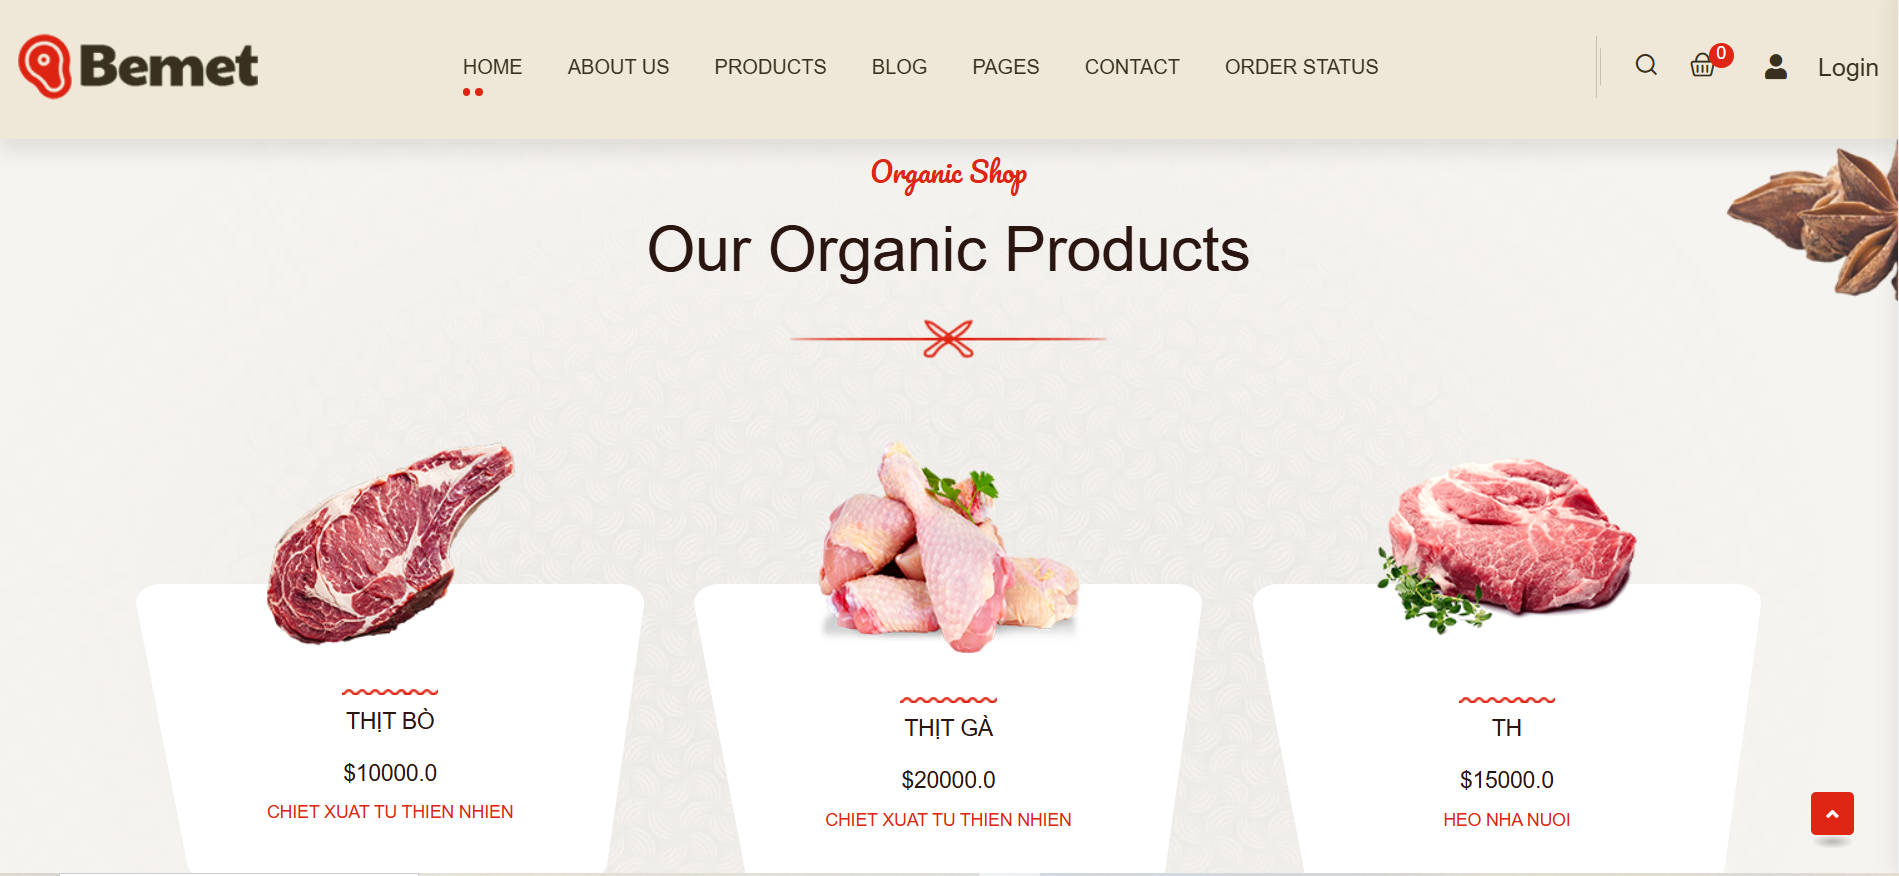 Bemet
HOME ABOUT US PRODUCTS BLOG PAGES CONTACT ORDER STATUS
0
Login
Organic Shop
Our Organic Products
THỊT BÒ
$10000.0
CHIET XUAT TU THIEN NHIEN
THỊT GÀ
$20000.0
CHIET XUAT TU THIEN NHIEN
TH
$15000.0
HEO NHA NUOI